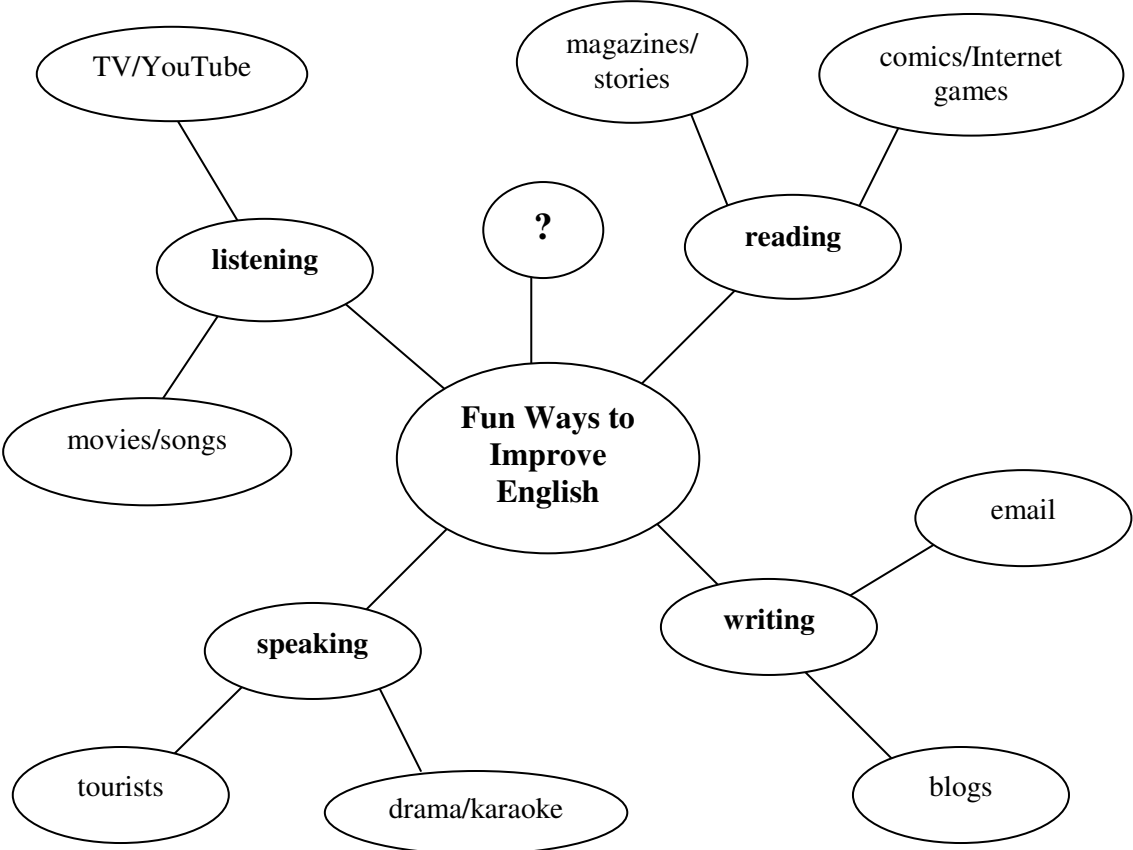 TV/YouTube
magazines/
stories
comics/Internet
games
?
listening
reading
movies/songs
Fun Ways to
Improve
English
email
speaking
writing
tourists
drama/karaoke
blogs